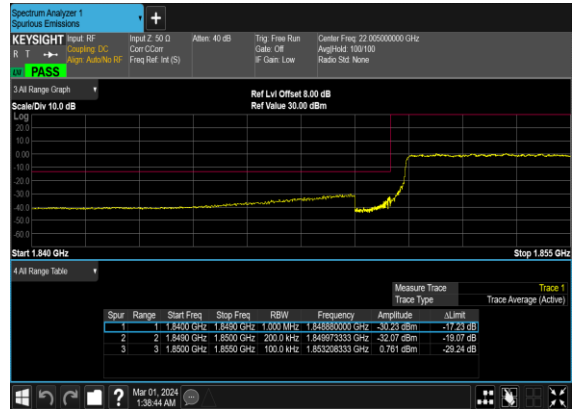 Spectrum Analyzer 1
Spurious Emissions
KEYSIGHT Input: RF Input Z: 50 Ω Atten: 40 dB Trig: Free Run Center Freq: 22.005000000 GHz
R T Coupling: DC Corr CCorr Gate: Off Avg|Hold: 100/100
Align: Auto/No RF Freq Ref: Int (S) IF Gain: Low Radio Std: None
PASS
3 All Range Graph Ref Lvl Offset 8.00 dB
Scale/Div 10.0 dB Ref Value 30.00 dBm
Log
20.0
10.0
0.00
-10.0
-20.0
-30.0
-40.0
-50.0
-60.0
Start 1.840 GHz Stop 1.855 GHz
4 All Range Table
Measure Trace Trace 1
Trace Type Trace Average (Active)
Spur Range Start Freq Stop Freq RBW Frequency Amplitude ΔLimit
1 1 1.8400 GHz 1.8490 GHz 1.000 MHz 1.848880000 GHz -30.23 dBm -17.23 dB
2 2 1.8490 GHz 1.8500 GHz 200.0 kHz 1.849973333 GHz -32.07 dBm -19.07 dB
3 3 1.8500 GHz 1.8550 GHz 100.0 kHz 1.853208333 GHz 0.761 dBm -29.24 dB
? Mar 01, 2024
1:38:44 AM